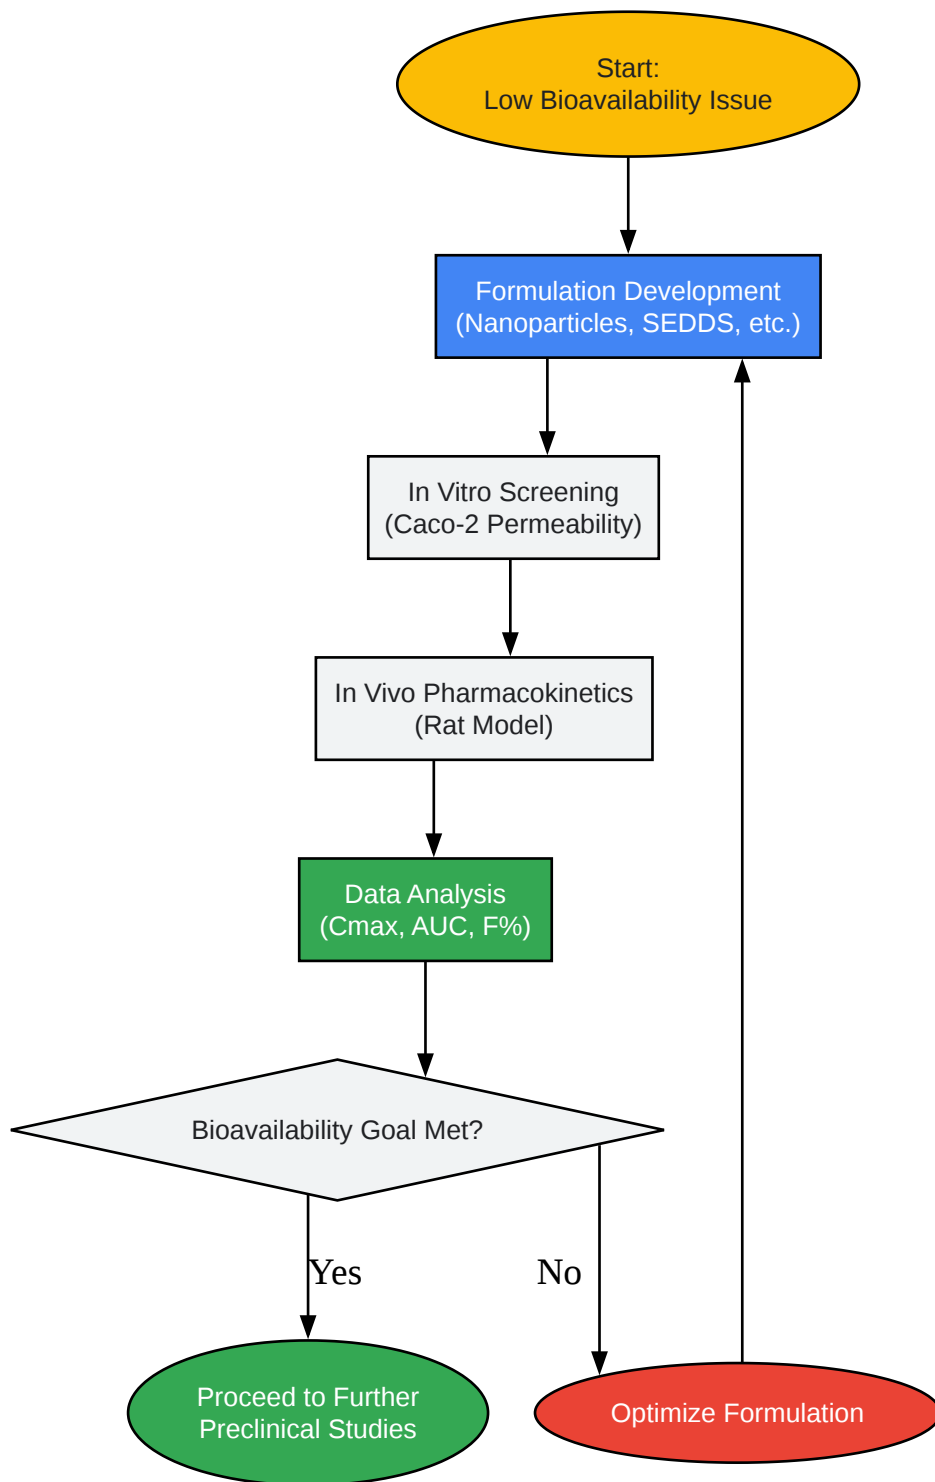 Start:
Low Bioavailability Issue
Formulation Development
(Nanoparticles, SEDDS, etc.)
In Vitro Screening
(Caco-2 Permeability)
In Vivo Pharmacokinetics
(Rat Model)
Data Analysis
(Cmax, AUC, F%)
Bioavailability Goal Met?
Yes
No
Proceed to Further
Preclinical Studies
Optimize Formulation